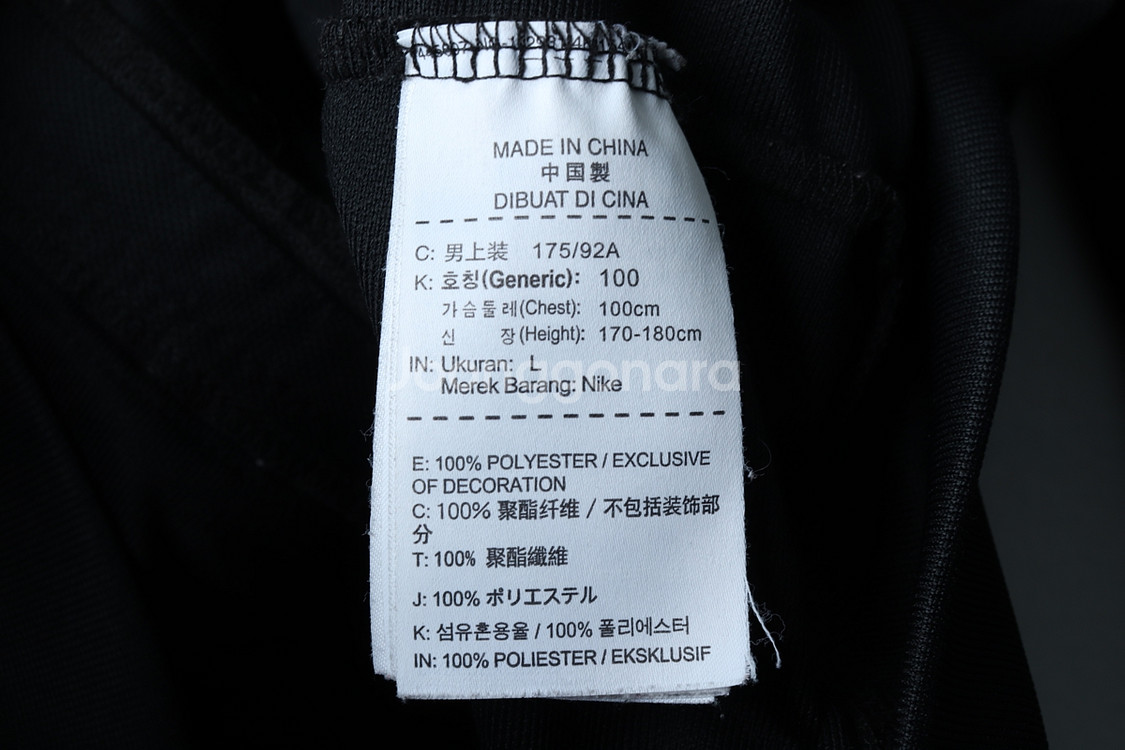 MADE IN CHINA
中国製
DIBUAT DI CINA
C: 男上装 175/92A
K: 호칭(Generic): 100
가슴둘레(Chest): 100cm
신 장(Height): 170-180cm
IN: Ukuran: L
Merek Barang: Nike
Joonggonara
E: 100% POLYESTER / EXCLUSIVE
OF DECORATION
C: 100% 聚酯纤维 / 不包括装饰部
分
T: 100% 聚酯纖維
J: 100% ポリエステル
K: 섬유혼용율 / 100% 폴리에스터
IN: 100% POLIESTER / EKSKLUSIF